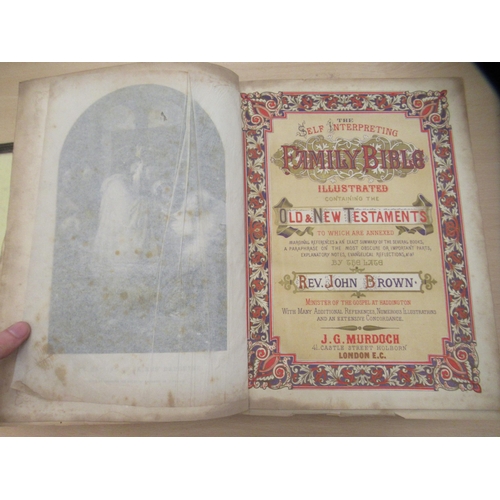 THE
SELF INTERPRETING
FAMILY BIBLE
ILLUSTRATED
CONTAINING THE
OLD & NEW TESTAMENTS
TO WHICH ARE ANNEXED
MARGINAL REFERENCES & AN EXACT SUMMARY OF THE SEVERAL BOOKS,
A PARAPHRASE ON THE MOST OBSCURE OR IMPORTANT PARTS,
EXPLANATORY NOTES, EVANGELICAL REFLECTIONS, &c
BY THE LATE
REV. JOHN BROWN.
MINISTER OF THE GOSPEL AT HADDINGTON
WITH MANY ADDITIONAL REFERENCES, NUMEROUS ILLUSTRATIONS
AND AN EXTENSIVE CONCORDANCE.
J. G. MURDOCH
41, CASTLE STREET HOLBORN
LONDON E.C.